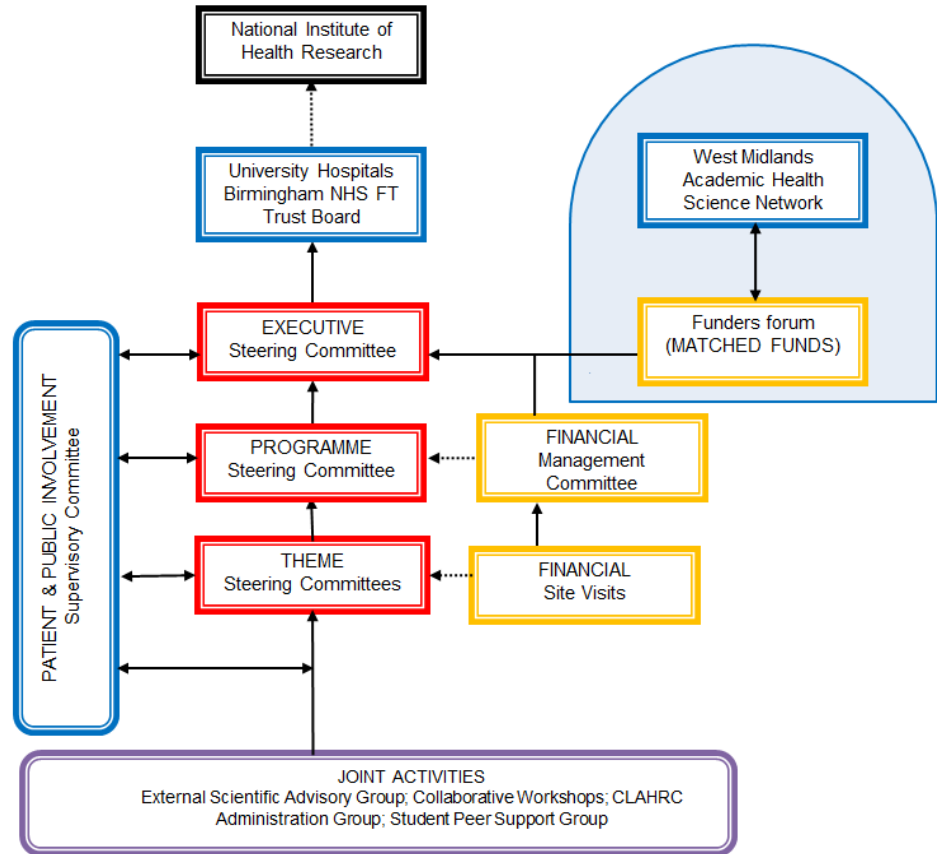 National Institute of
Health Research
University Hospitals
Birmingham NHS FT
Trust Board
West Midlands
Academic Health
Science Network
EXECUTIVE
Steering Committee
Funders forum
(MATCHED FUNDS)
PATIENT & PUBLIC INVOLVEMENT
Supervisory Committee
PROGRAMME
Steering Committee
FINANCIAL
Management
Committee
THEME
Steering Committees
FINANCIAL
Site Visits
JOINT ACTIVITIES
External Scientific Advisory Group; Collaborative Workshops; CLAHRC
Administration Group; Student Peer Support Group